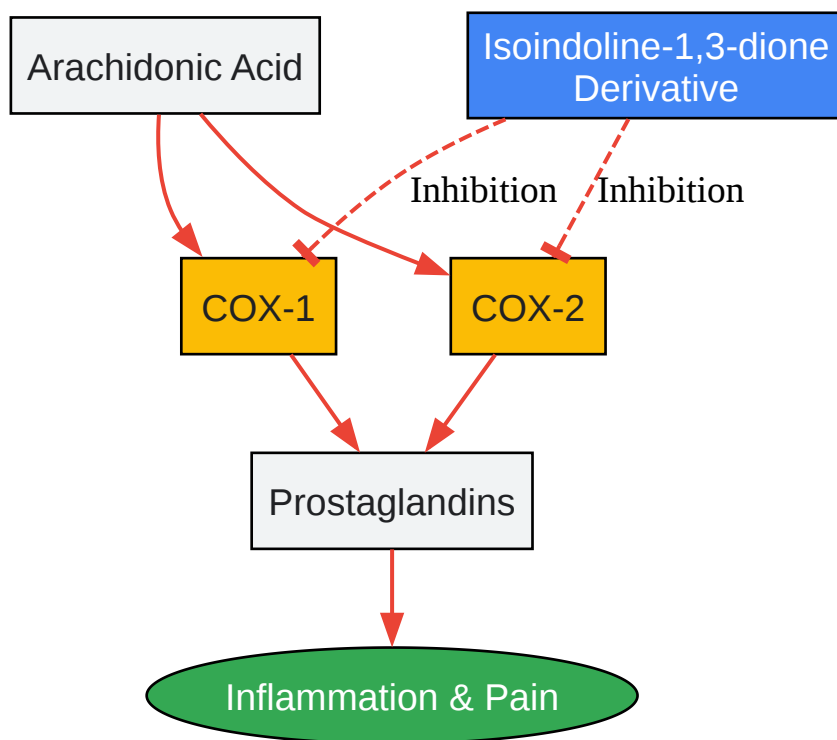 Arachidonic Acid
Isoindoline-1,3-dione
Derivative
Inhibition
Inhibition
COX-1
COX-2
Prostaglandins
Inflammation & Pain